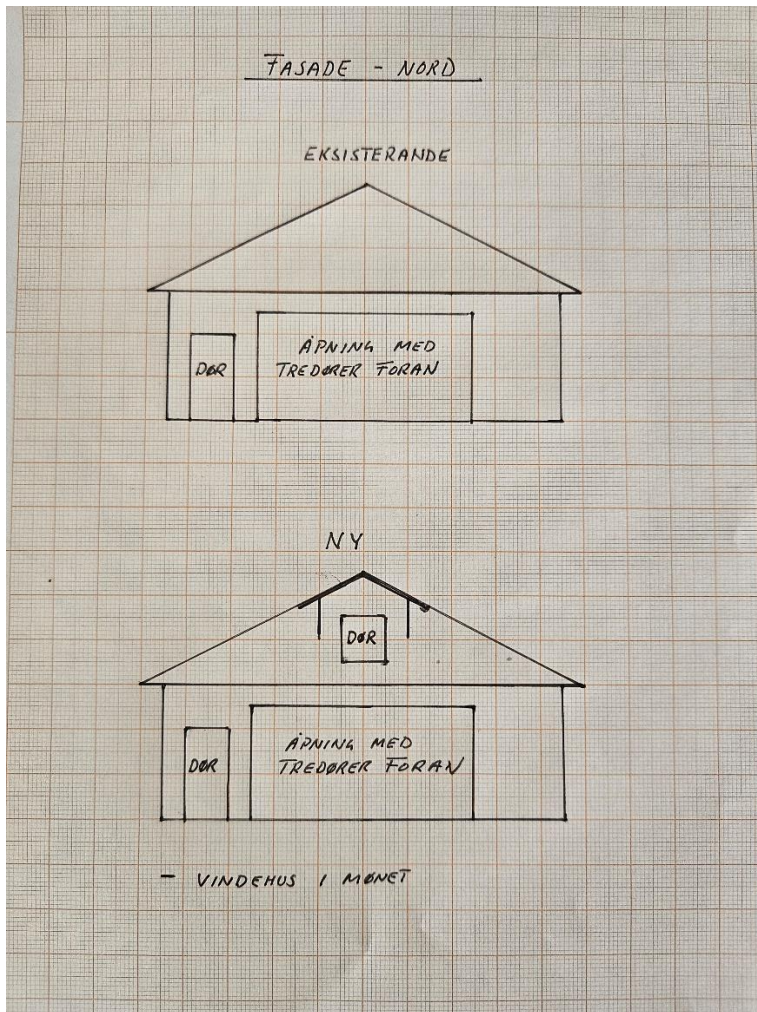 FASADE - NORD
EKSISTERANDE
DØR
ÅPNING MED
TREDØRER FORAN
NY
DØR
DØR
ÅPNING MED
TREDØRER FORAN
- VINDEHUS I MØNET